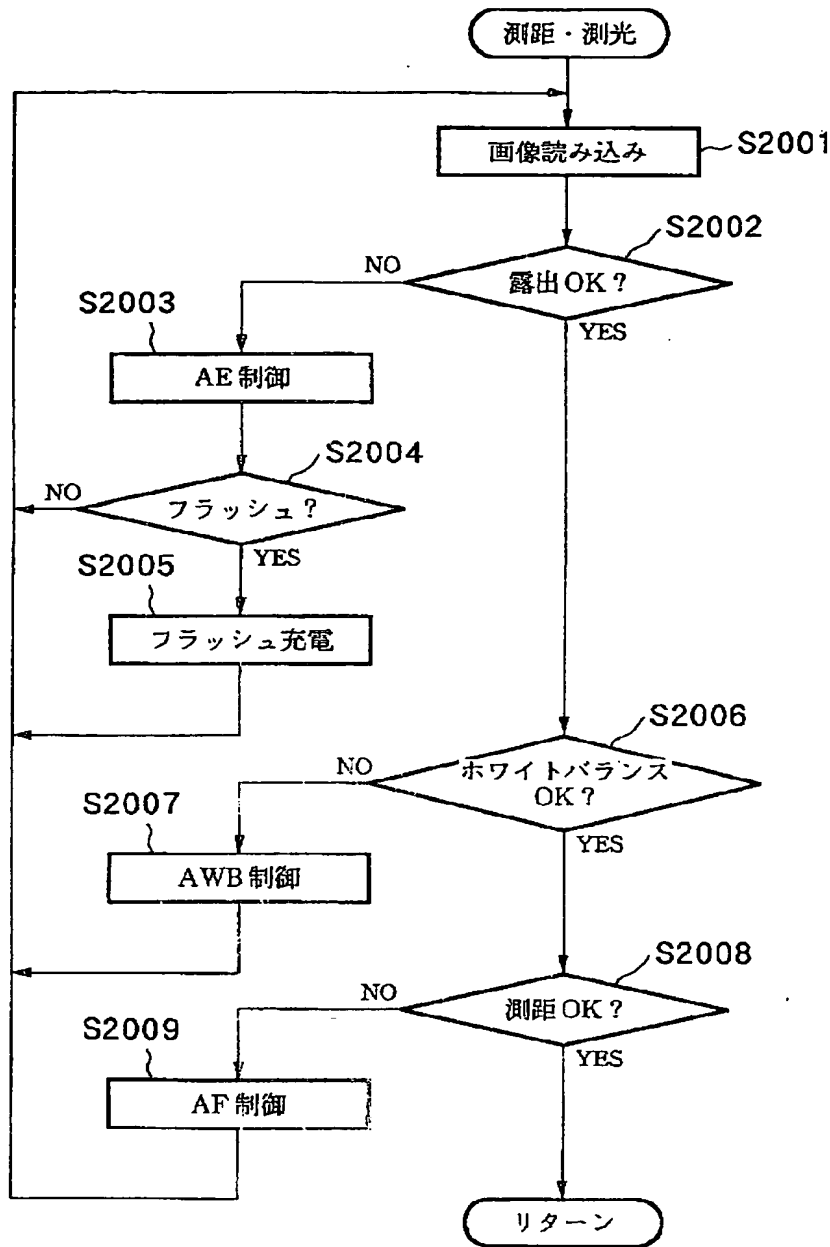 測距・測光
画像読み込み
S2001
S2002
NO
露出OK?
YES
S2003
AE制御
S2004
NO
フラッシュ?
YES
S2005
フラッシュ充電
S2006
NO
ホワイトバランス
OK?
YES
S2007
AWB制御
S2008
NO
測距OK?
YES
S2009
AF制御
リターン